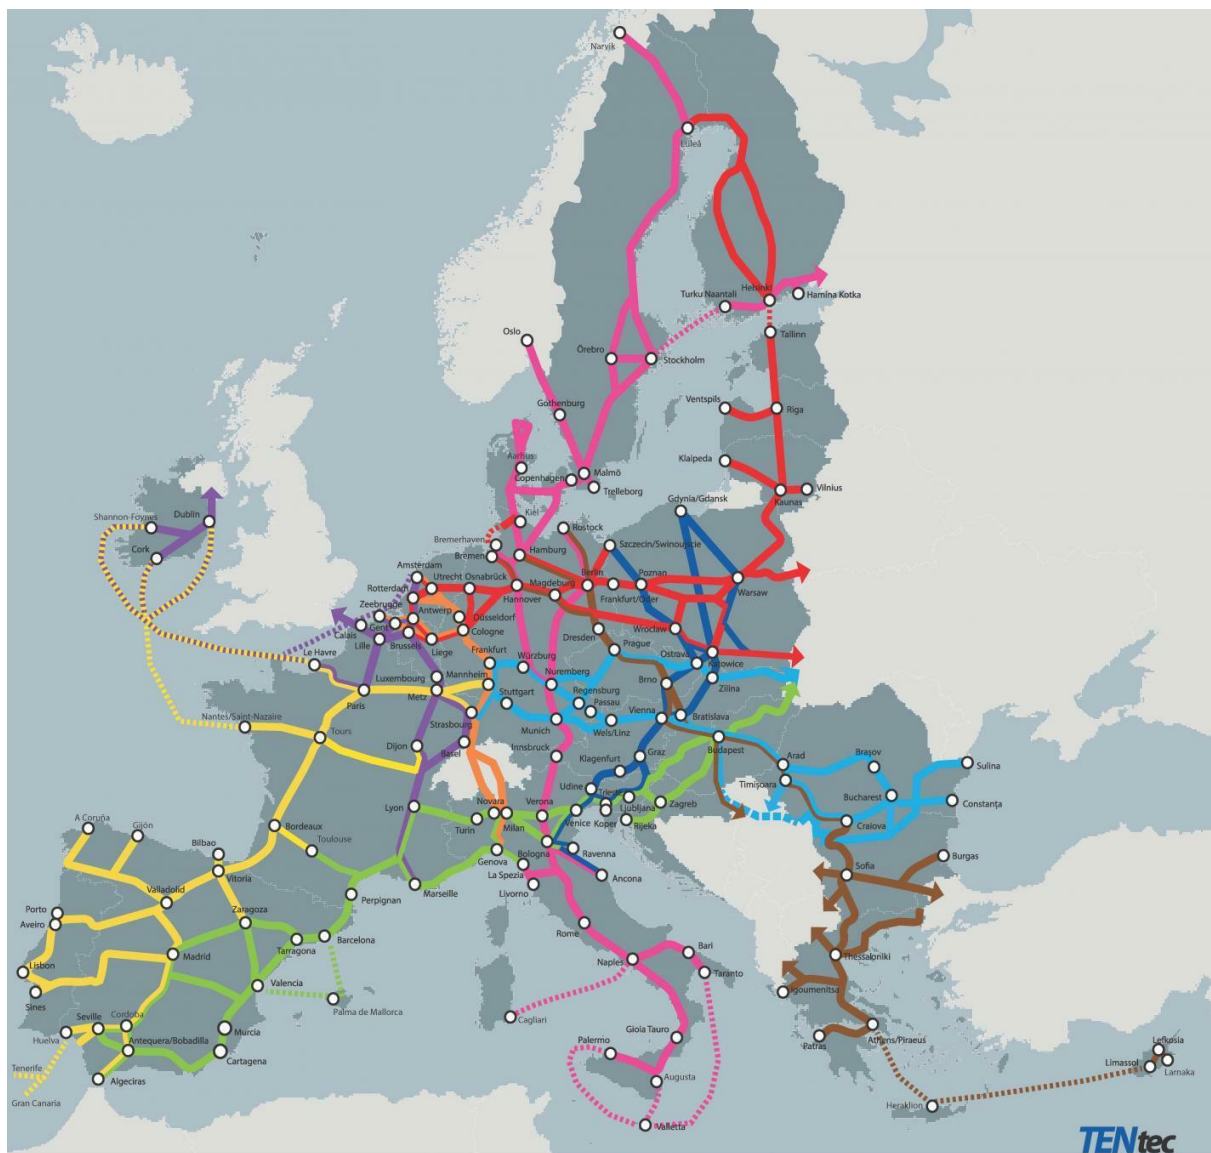 Narvik
Luleå
Helsinki
Turku Naantali
Hamina Kotka
Tallinn
Oslo
Örebro
Stockholm
Ventspils
Riga
Gothenburg
Aarhus
Klaipeda
Malmö
Copenhagen
Trelleborg
Vilnius
Kaunas
Gdynia/Gdansk
Shannon-Foynes
Dublin
Kiel
Rostock
Bremerhaven
Szczecin/Swinoujscie
Cork
Bremen
Hamburg
Amsterdam
Utrecht
Osnabrück
Magdeburg
Berlin
Poznan
Rotterdam
Hannover
Frankfurt/Oder
Warsaw
Zeebrugge
Antwerp
Düsseldorf
Gent
Cologne
Wrocław
Calais
Lille
Brussels
Liege
Dresden
Prague
Le Havre
Frankfurt
Würzburg
Ostrava
Katowice
Luxembourg
Mannheim
Nuremberg
Brno
Zilina
Paris
Metz
Stuttgart
Regensburg
Passau
Nantes/Saint-Nazaire
Strasbourg
Munich
Wels/Linz
Vienna
Bratislava
Tours
Dijon
Basel
Innsbruck
Graz
Budapest
Klagenfurt
Arad
Braşov
Sulina
Udine
Trieste
Timişoara
Lyon
Novara
Verona
Ljubljana
Zagreb
Bucharest
Constanţa
A Coruña
Gijón
Bordeaux
Turin
Milan
Venice
Koper
Rijeka
Craiova
Bilbao
Toulouse
Genova
Bologna
Ravenna
Sofia
Burgas
Vitoria
La Spezia
Ancona
Valladolid
Marseille
Livorno
Perpignan
Porto
Aveiro
Zaragoza
Rome
Barcelona
Tarragona
Bari
Madrid
Naples
Thessaloniki
Lisbon
Taranto
Valencia
Igoumenitsa
Sines
Palma de Mallorca
Cordoba
Cagliari
Seville
Murcia
Gioia Tauro
Huelva
Athens/Piraeus
Patras
Antequera/Bobadilla
Palermo
Lefkosia
Cartagena
Limassol
Larnaka
Tenerife
Algeciras
Augusta
Gran Canaria
Heraklion
Valletta
TENtec